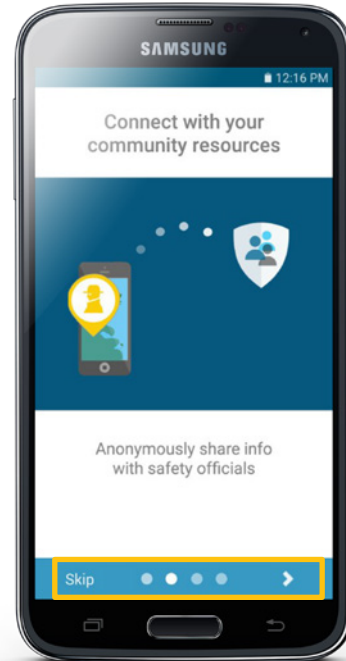 SAMSUNG
12:16 PM
Connect with your
community resources
Anonymously share info
with safety officials
Skip